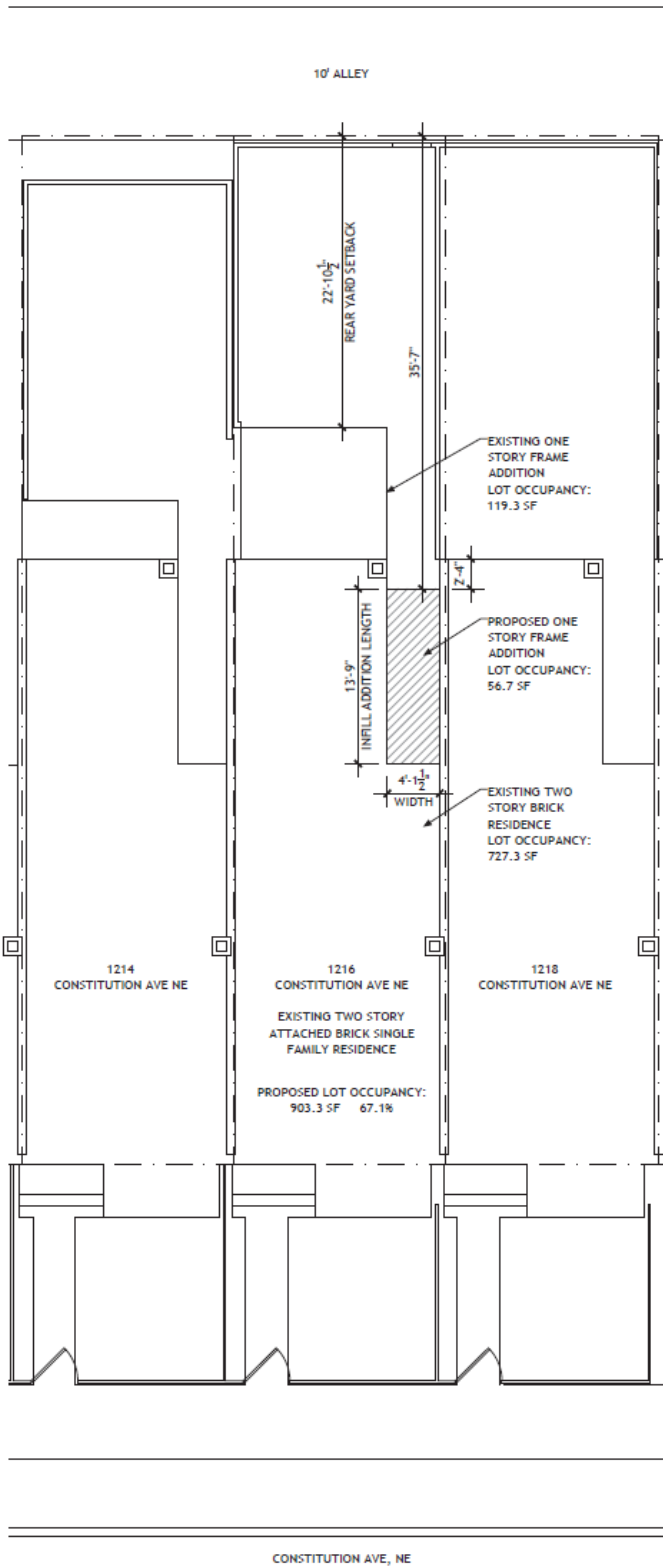 10' ALLEY
22'-10 1/2"
REAR YARD SETBACK
35'-7"
EXISTING ONE
STORY FRAME
ADDITION
LOT OCCUPANCY:
119.3 SF
2'-4"
13'-9"
INFILL ADDITION LENGTH
PROPOSED ONE
STORY FRAME
ADDITION
LOT OCCUPANCY:
56.7 SF
4'-1 1/2"
WIDTH
EXISTING TWO
STORY BRICK
RESIDENCE
LOT OCCUPANCY:
727.3 SF
1214
CONSTITUTION AVE NE
1216
CONSTITUTION AVE NE
EXISTING TWO STORY
ATTACHED BRICK SINGLE
FAMILY RESIDENCE
PROPOSED LOT OCCUPANCY:
903.3 SF 67.1%
1218
CONSTITUTION AVE NE
CONSTITUTION AVE, NE